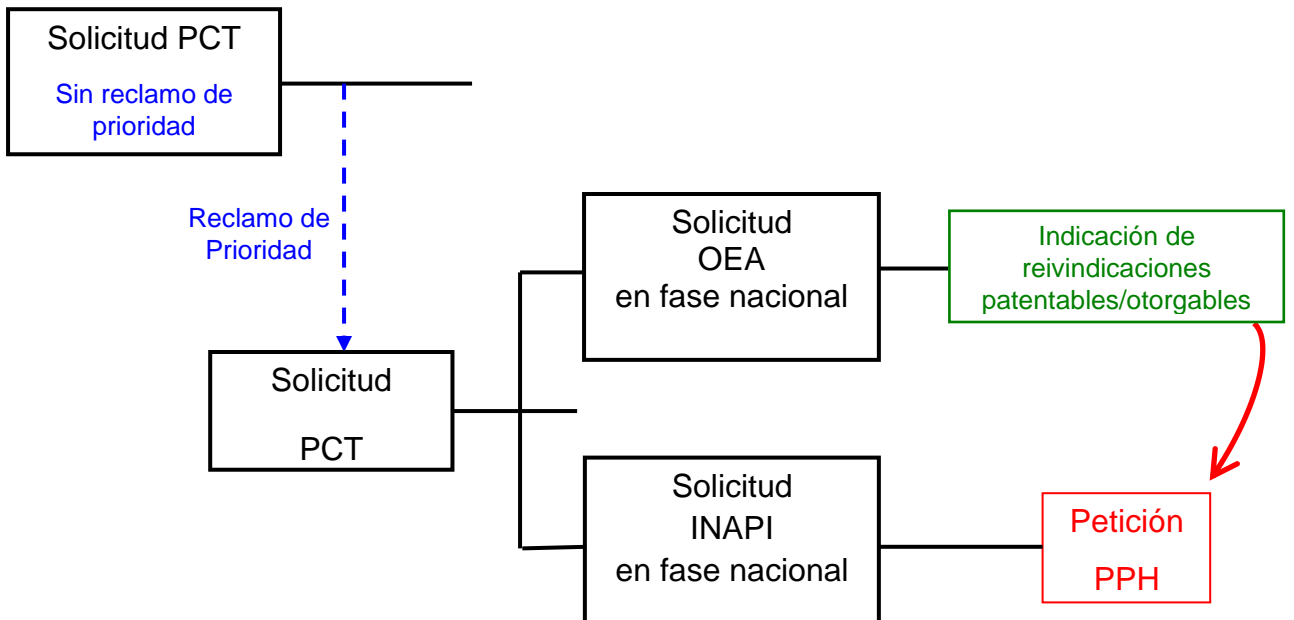 Solicitud PCT
Sin reclamo de
prioridad
Reclamo de
Prioridad
Solicitud
PCT
Solicitud
OEA
en fase nacional
Indicación de
reivindicaciones
patentables/otorgables
Solicitud
INAPI
en fase nacional
Petición
PPH